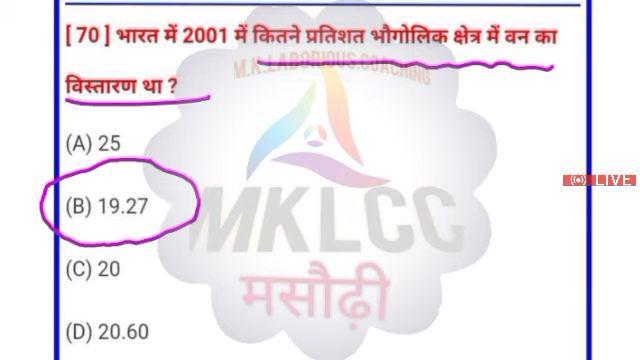 [ 70 ] भारत में 2001 में कितने प्रतिशत भौगोलिक क्षेत्र में वन का
M.K.LABORIOUS.COACHING
विस्तारण था ?
(A) 25
LIVE
(B) 19.27
MKLCC
(C) 20
मसौढ़ी
(D) 20.60